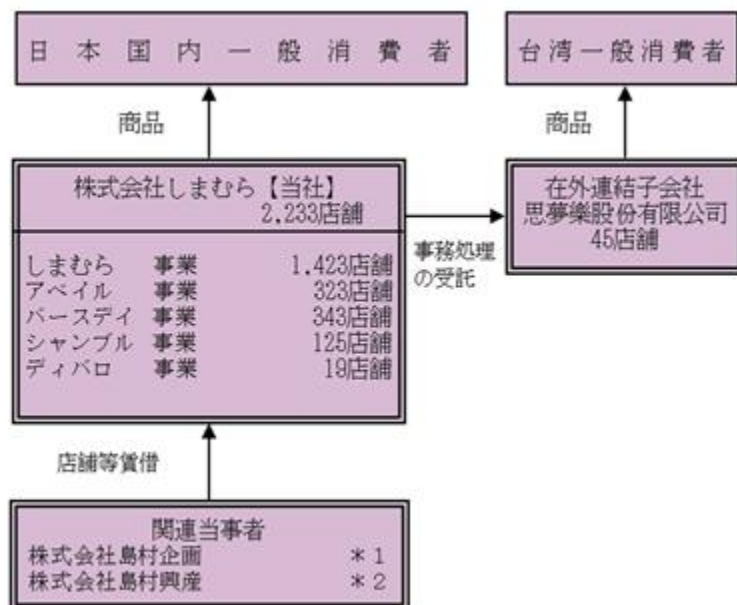 日本国内一般消費者
台湾一般消費者
商品
商品
株式会社しまむら【当社】
2,233店舗
在外連結子会社
思夢樂股份有限公司
45店舗
事務処理
の受託
しまむら 事業 1,423店舗
アベイル 事業 323店舗
バースデイ 事業 343店舗
シャンブル 事業 125店舗
ディバロ 事業 19店舗
店舗等賃借
関連当事者
株式会社島村企画 *1
株式会社島村興産 *2